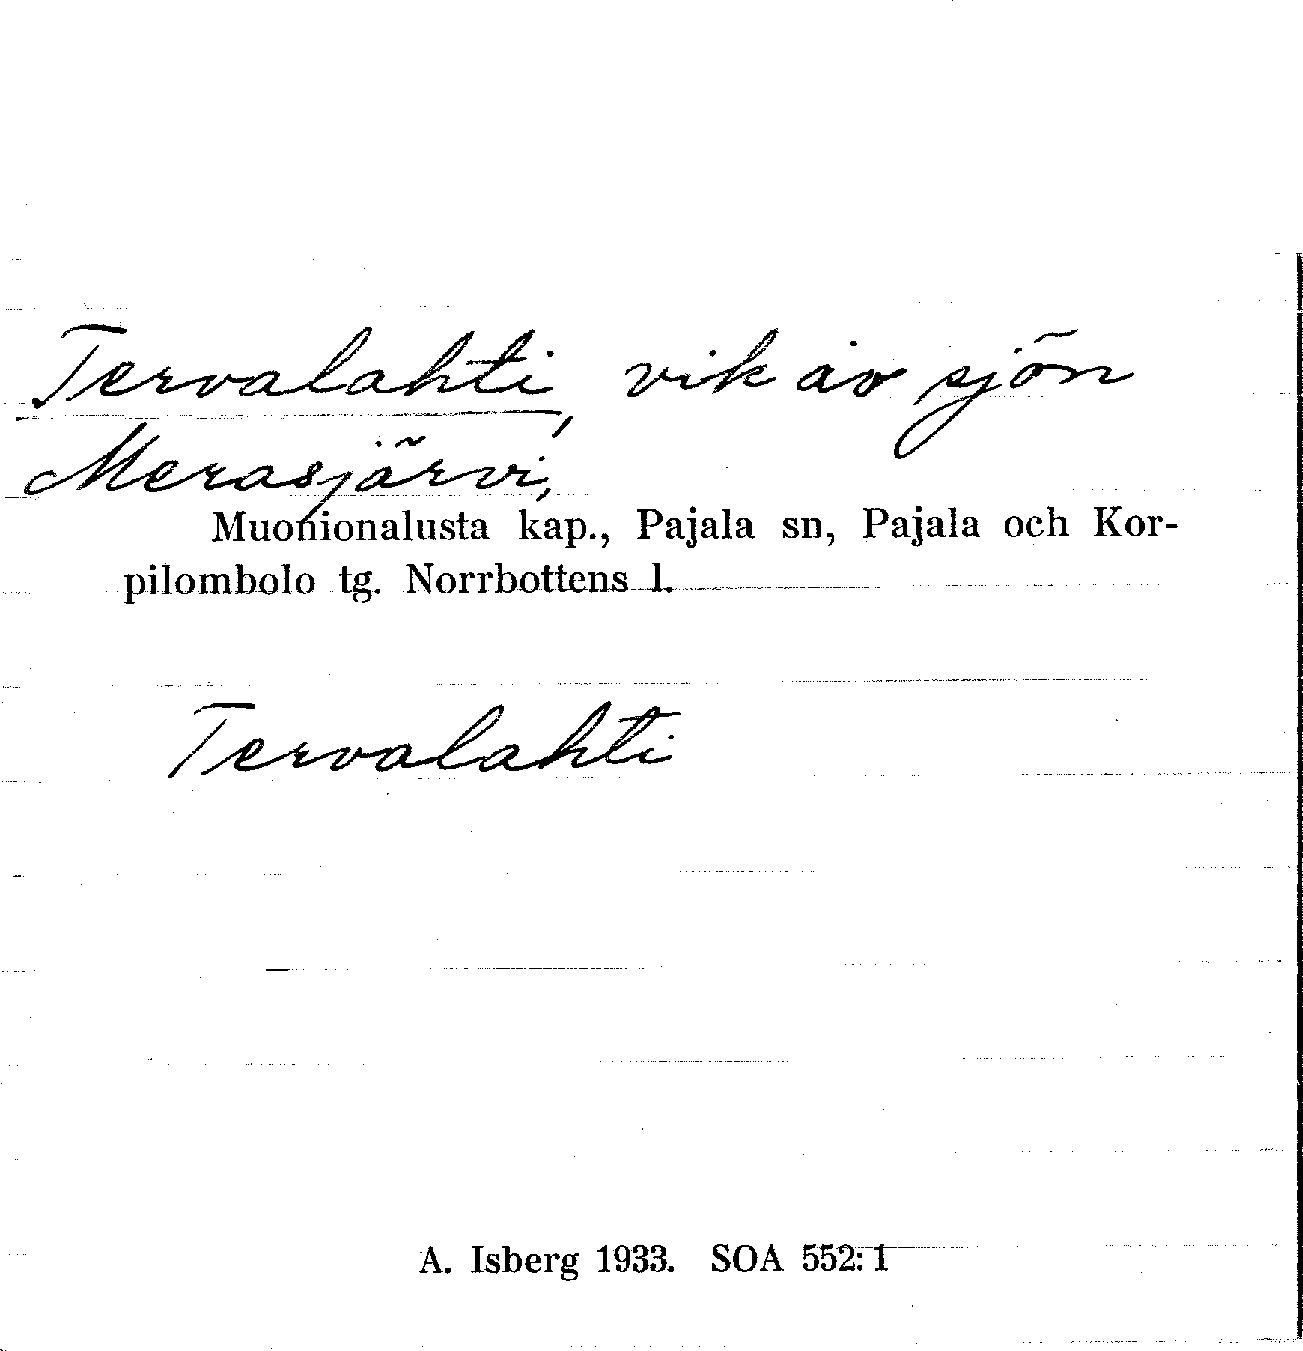 Tervalahti, vik av sjön
Merasjärvi,
Muonionalusta kap., Pajala sn, Pajala och Kor-
pilombolo tg. Norrbottens l.
Tervalahti
A. Isberg 1933. SOA 552:1